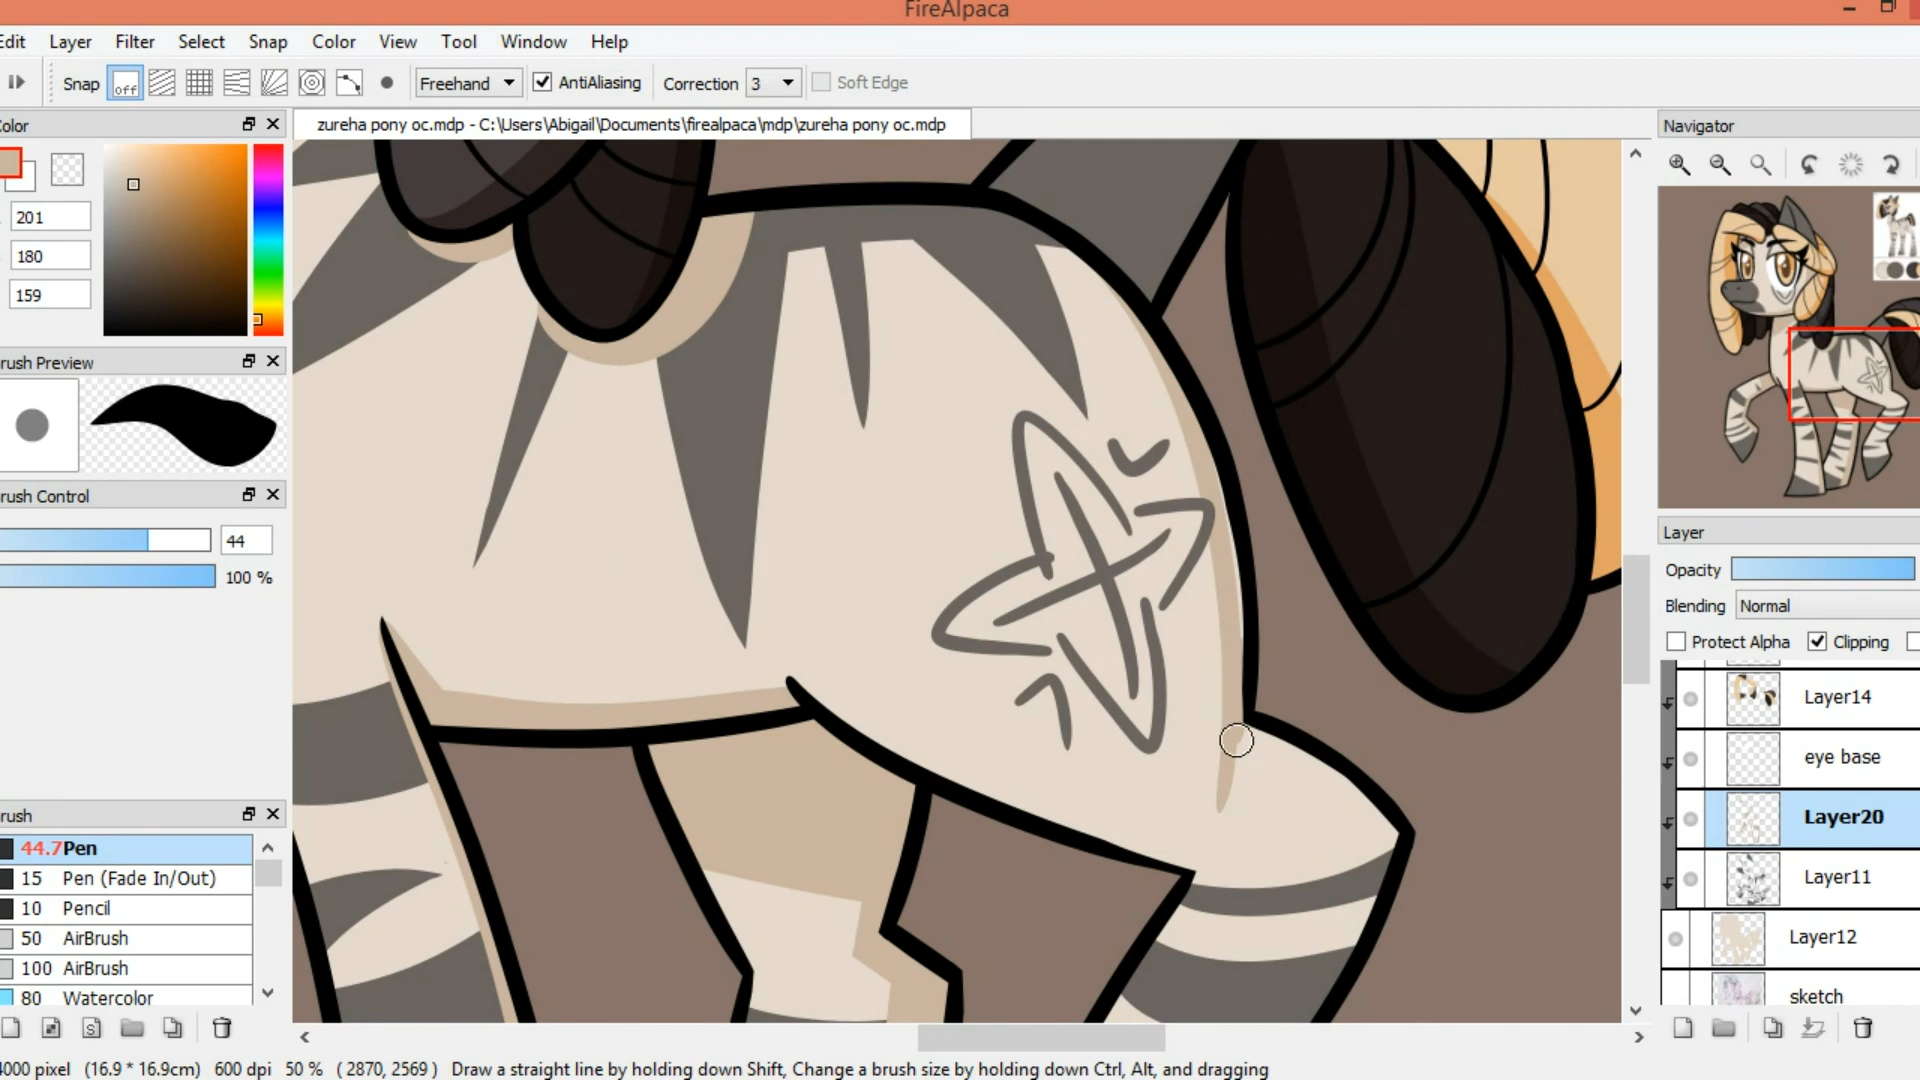 FireAlpaca
Edit Layer Filter Select Snap Color View Tool Window Help
Snap off Freehand AntiAliasing Correction 3 Soft Edge
olor
zureha pony oc.mdp - C:\Users\Abigail\Documents\firealpaca\mdp\zureha pony oc.mdp
Navigator
201
180
159
rush Preview
rush Control
44
100 %
Layer
Opacity
Blending Normal
Protect Alpha Clipping
Layer14
eye base
Layer20
Layer11
Layer12
sketch
rush
44.7 Pen
15 Pen (Fade In/Out)
10 Pencil
50 AirBrush
100 AirBrush
80 Watercolor
4000 pixel (16.9 * 16.9cm) 600 dpi 50 % ( 2870, 2569 ) Draw a straight line by holding down Shift, Change a brush size by holding down Ctrl, Alt, and dragging